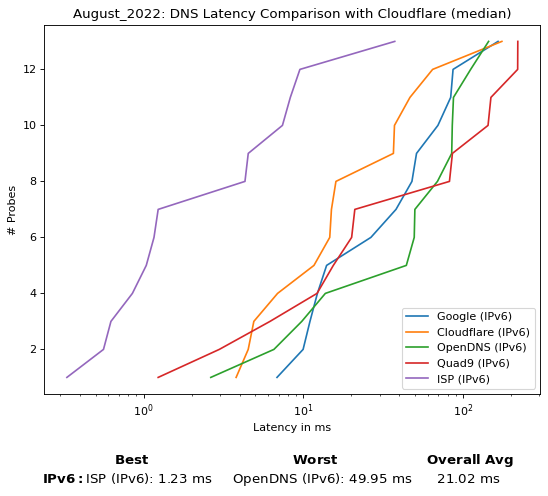 August_2022: DNS Latency Comparison with Cloudflare (median)
12
10
8
6
4
2
# Probes
Google (IPv6)
Cloudflare (IPv6)
OpenDNS (IPv6)
Quad9 (IPv6)
ISP (IPv6)
10⁰ 10¹ 10²
Latency in ms
Best Worst Overall Avg
IPv6: ISP (IPv6): 1.23 ms OpenDNS (IPv6): 49.95 ms 21.02 ms